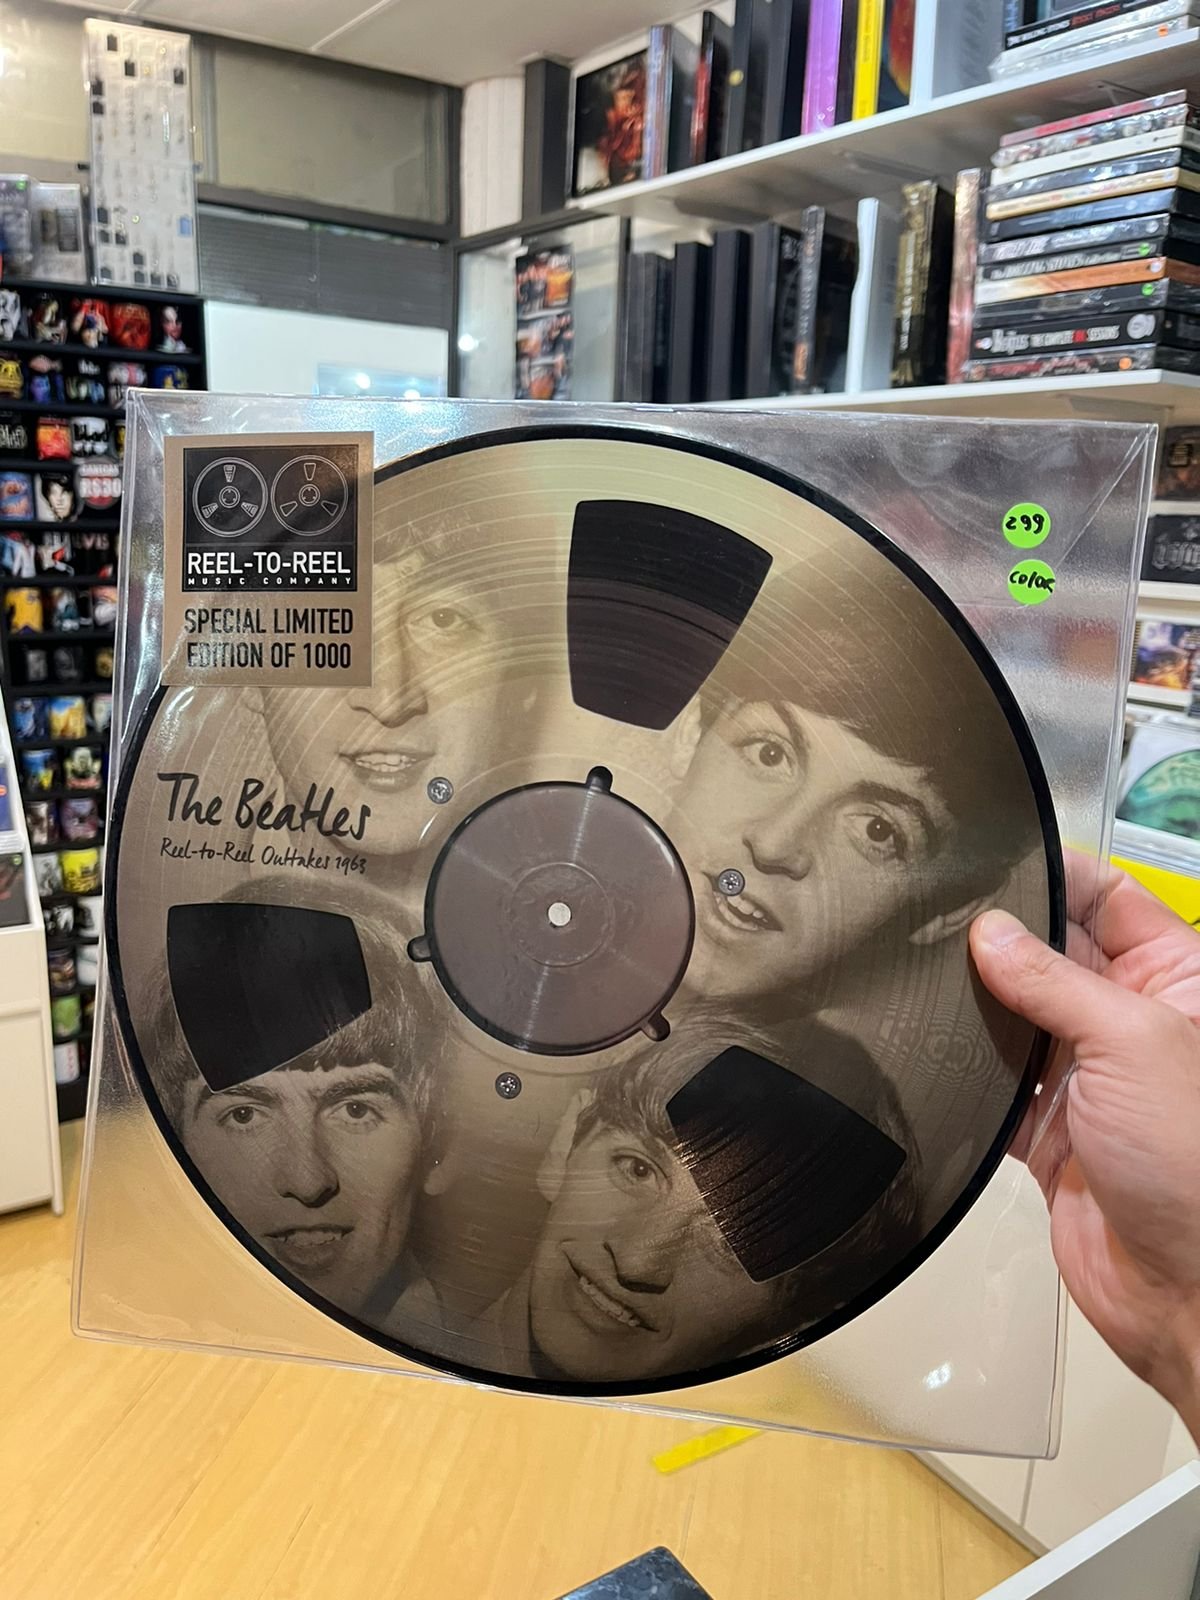 REEL-TO-REEL
MUSIC COMPANY
SPECIAL LIMITED
EDITION OF 1000
299
COLOR
The Beatles
Reel-to-Reel Outtakes 1963
R$30